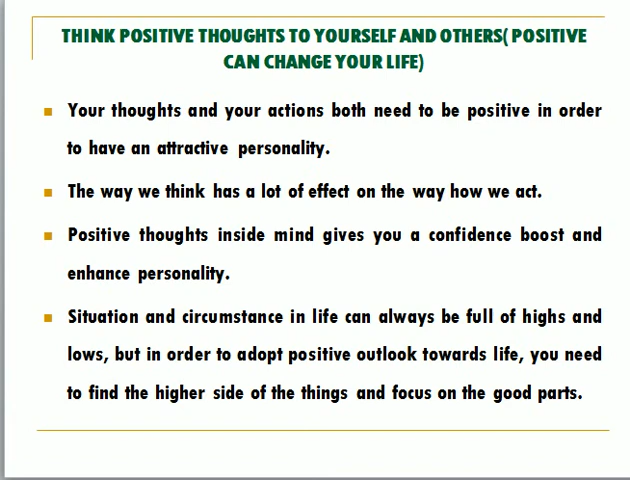 THINK POSITIVE THOUGHTS TO YOURSELF AND OTHERS( POSITIVE
CAN CHANGE YOUR LIFE)
Your thoughts and your actions both need to be positive in order
to have an attractive personality.
The way we think has a lot of effect on the way how we act.
Positive thoughts inside mind gives you a confidence boost and
enhance personality.
Situation and circumstance in life can always be full of highs and
lows, but in order to adopt positive outlook towards life, you need
to find the higher side of the things and focus on the good parts.